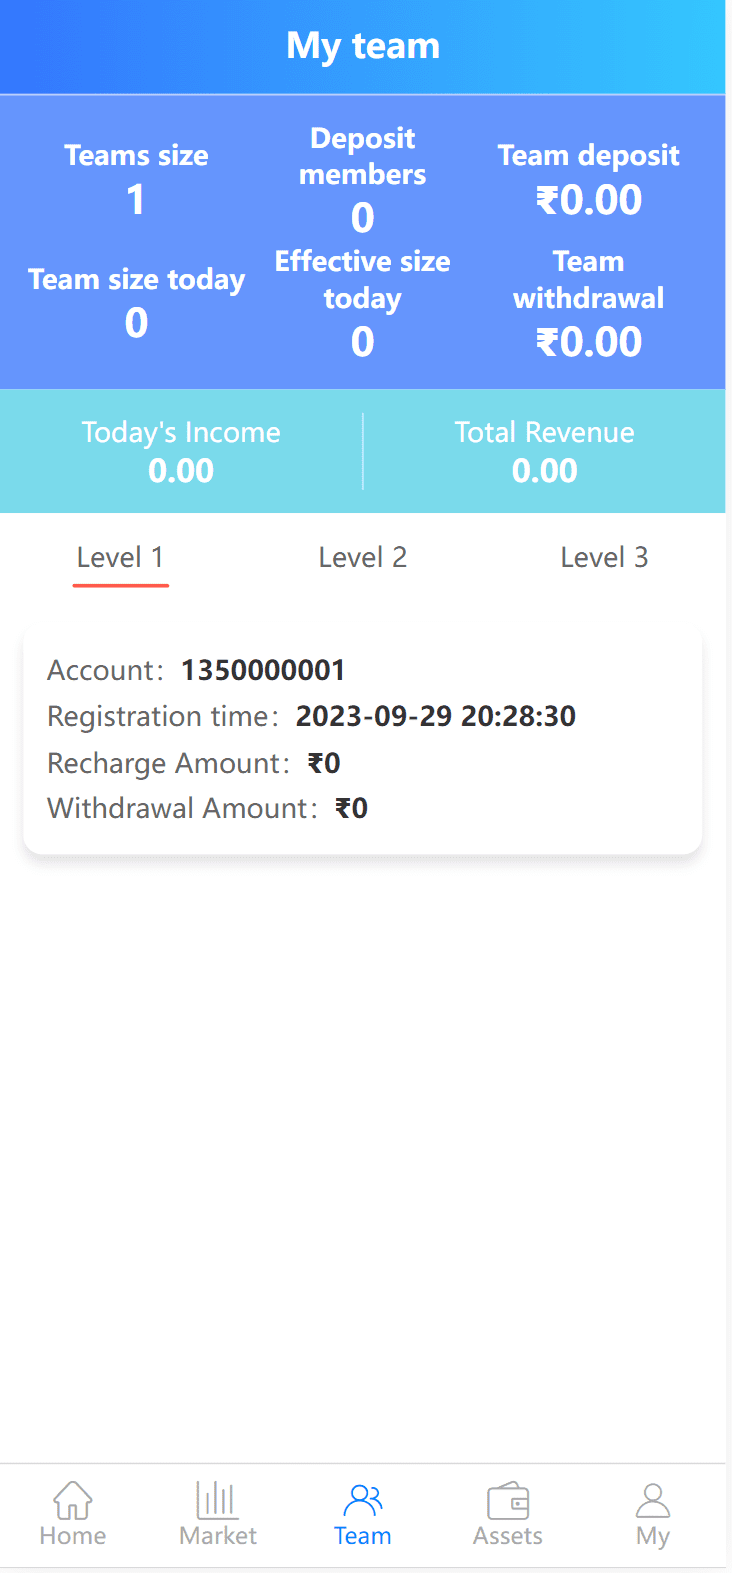 My team
Teams size
1
Deposit
members
0
Team deposit
₹0.00
Team size today
0
Effective size
today
0
Team
withdrawal
₹0.00
Today's Income
0.00
Total Revenue
0.00
Level 1
Level 2
Level 3
Account：1350000001
Registration time：2023-09-29 20:28:30
Recharge Amount：₹0
Withdrawal Amount：₹0
Home
Market
Team
Assets
My